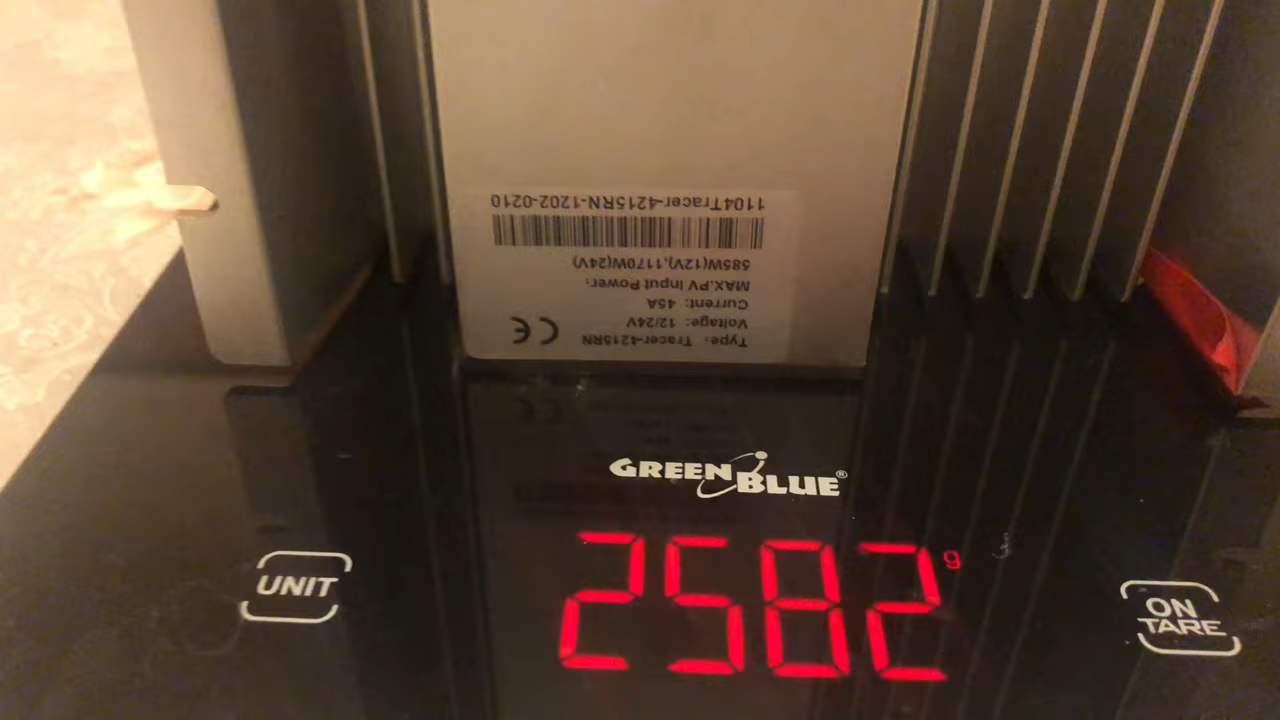 Type: Tracer-4215RN
Voltage: 12/24V
Current: 45A
MAX.PV Input Power:
585W(12V),1170W(24V)
1104Tracer-4215RN-1202-0210
CE
GREEN BLUE®
2582 g
UNIT
ON
TARE